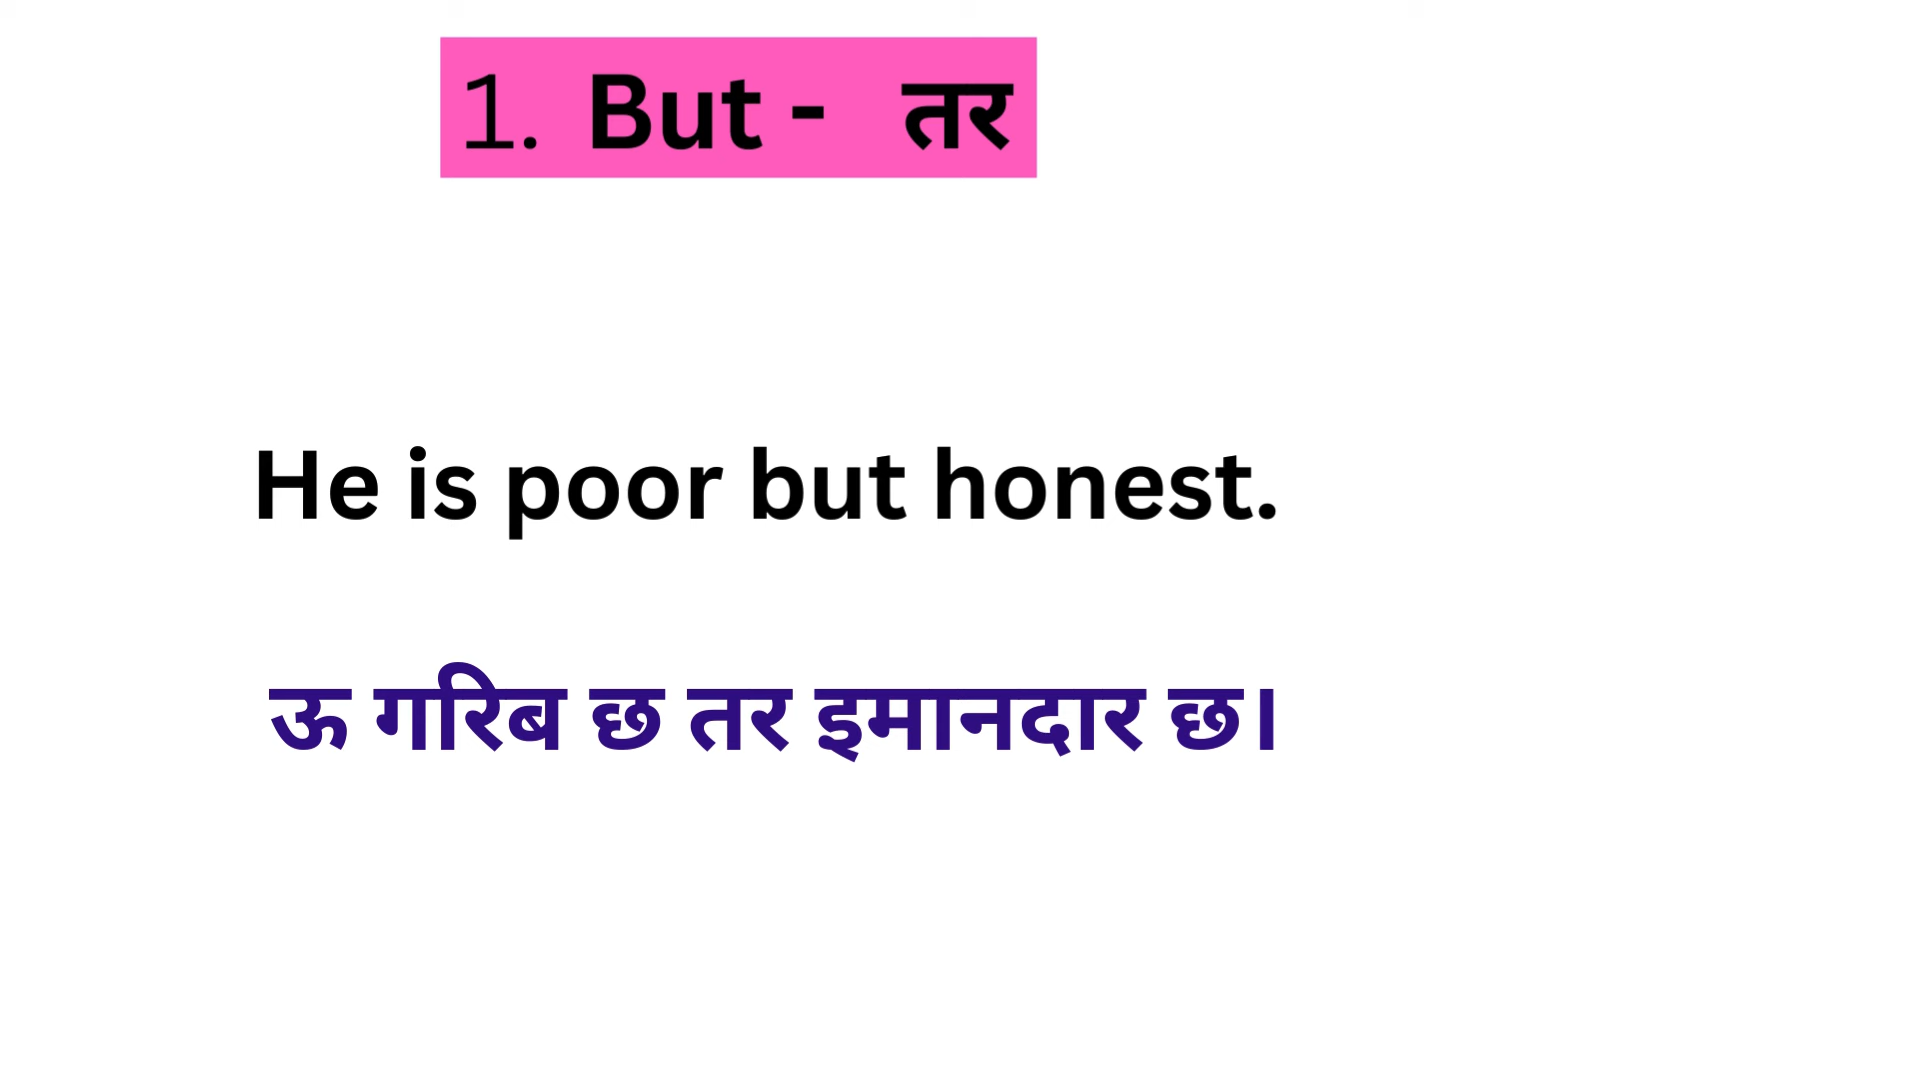 1. But - तर
He is poor but honest.
ऊ गरिब छ तर इमानदार छ।